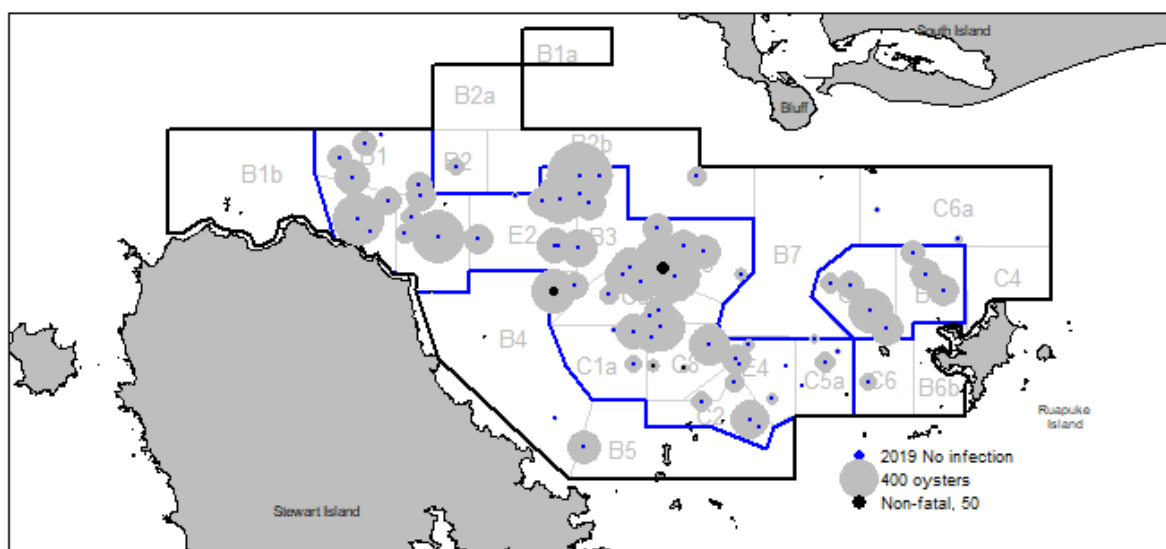 South Island
B1a
B2a
Bluff
B2b
B1
B2
B1b
C6a
E2
B3
B7
C4
B4
C1a
C8
E4
C5a
C6
B6b
C2
Ruapuke
Island
B5
2019 No infection
400 oysters
Non-fatal, 50
Stewart Island